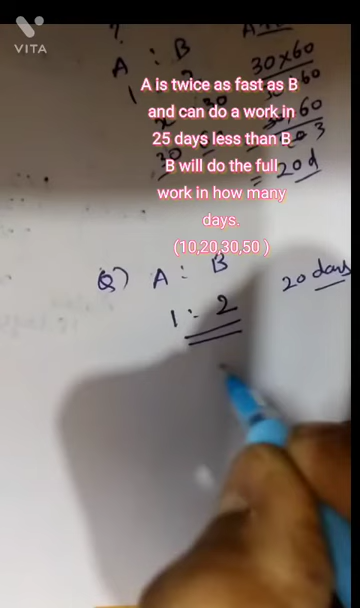 VITA
?
A : B
30×60
A is twice as fast as B
and can do a work in
25 days less than B
B will do the full
work in how many
days.
(10,20,30,50 )
= 20 d
Q) A : B
20 days
1 : 2